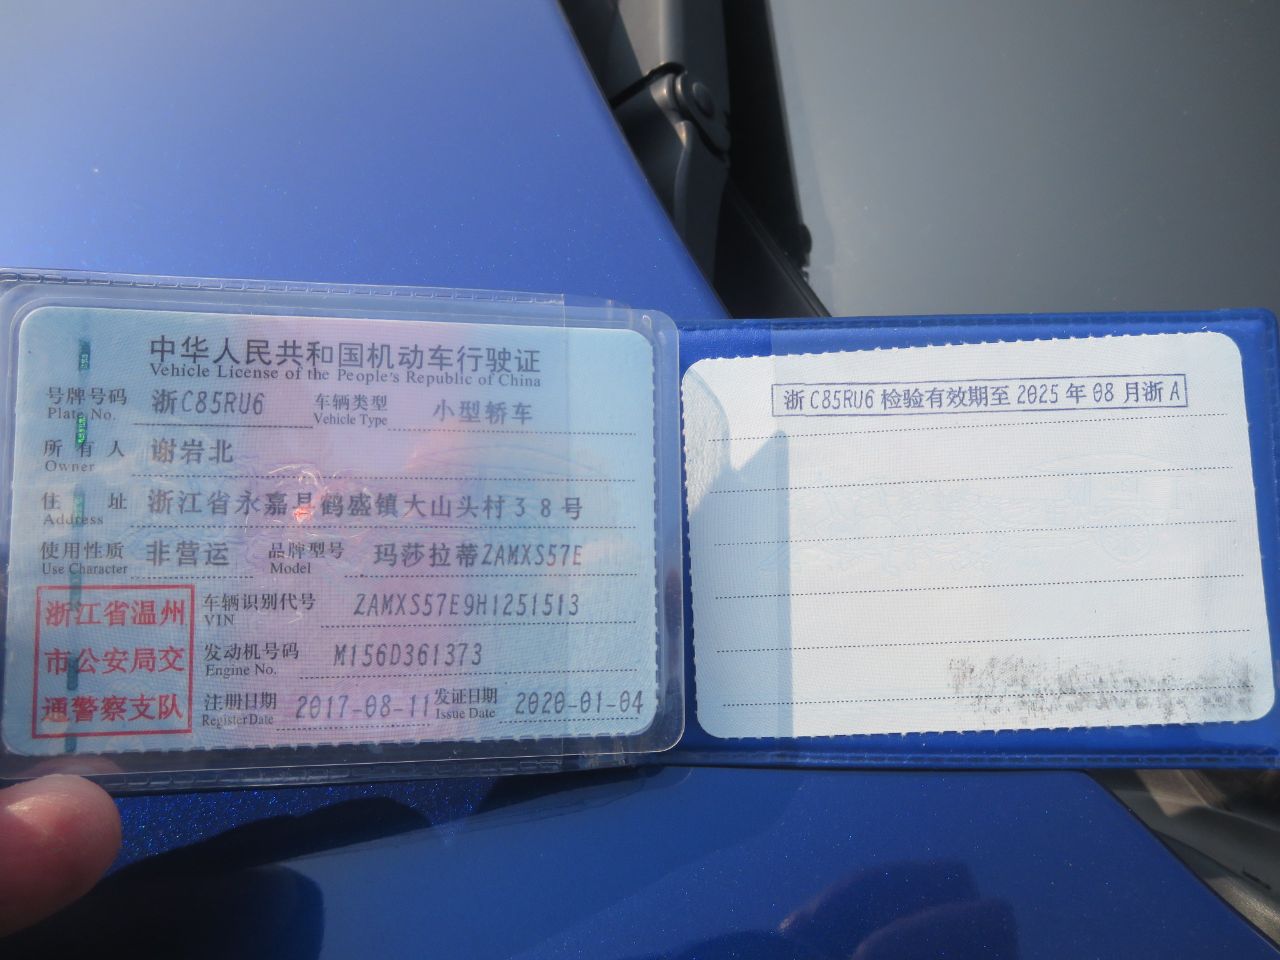 中华人民共和国机动车行驶证
Vehicle License of the People's Republic of China
号牌号码 浙C85RU6 车辆类型 小型轿车
Plate No. Vehicle Type
所有人 谢岩北
Owner
住址 浙江省永嘉县鹤盛镇大山头村38号
Address
使用性质 非营运 品牌型号 玛莎拉蒂ZAMXS57E
Use Character Model
浙江省温州
市公安局交
通警察支队
车辆识别代号 ZAMXS57E9H1251513
VIN
发动机号码 M156D361373
Engine No.
注册日期 2017-08-11 发证日期 2020-01-04
Register Date Issue Date
浙C85RU6检验有效期至2025年08月浙A